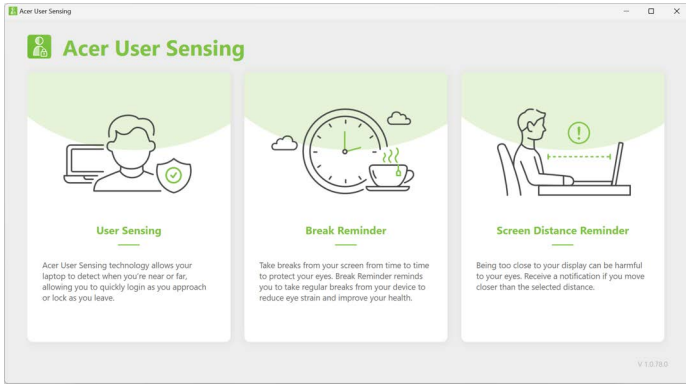 Acer User Sensing
Acer User Sensing
User Sensing
Acer User Sensing technology allows your
laptop to detect when you're near or far,
allowing you to quickly login as you approach
or lock as you leave.
Break Reminder
Take breaks from your screen from time to time
to protect your eyes. Break Reminder reminds
you to take regular breaks from your device to
reduce eye strain and improve your health.
Screen Distance Reminder
Being too close to your display can be harmful
to your eyes. Receive a notification if you move
closer than the selected distance.